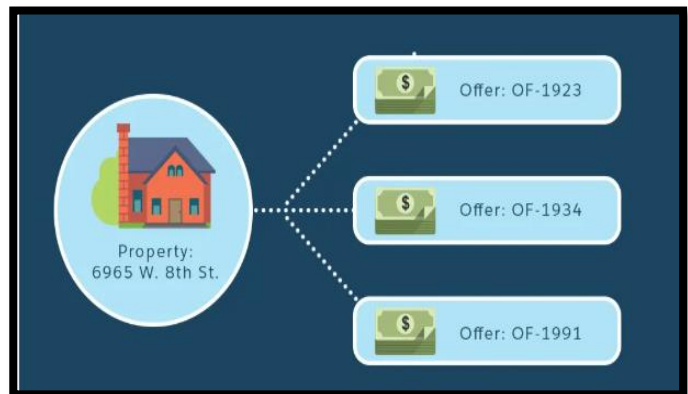 Property:
6965 W. 8th St.
$
Offer: OF-1923
$
Offer: OF-1934
$
Offer: OF-1991